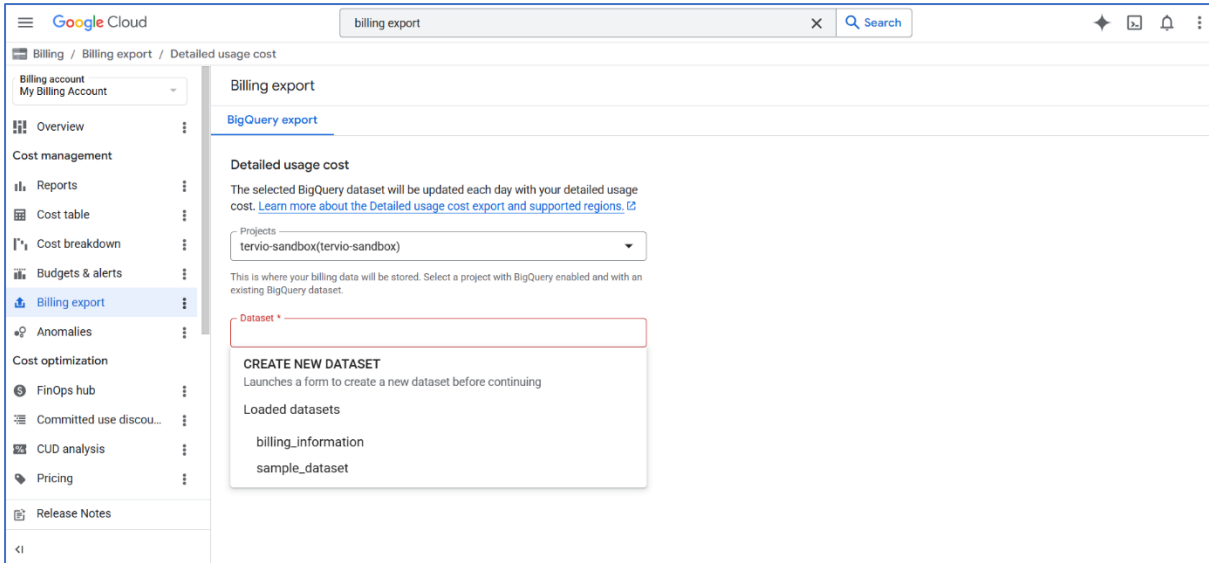 Google Cloud
billing export
Search
Billing / Billing export / Detailed usage cost
Billing account
My Billing Account
Overview
Cost management
Reports
Cost table
Cost breakdown
Budgets & alerts
Billing export
Anomalies
Cost optimization
FinOps hub
Committed use discou...
CUD analysis
Pricing
Release Notes
Billing export
BigQuery export
Detailed usage cost
The selected BigQuery dataset will be updated each day with your detailed usage
cost. Learn more about the Detailed usage cost export and supported regions.
Projects
tervio-sandbox(tervio-sandbox)
This is where your billing data will be stored. Select a project with BigQuery enabled and with an
existing BigQuery dataset.
Dataset *
CREATE NEW DATASET
Launches a form to create a new dataset before continuing
Loaded datasets
billing_information
sample_dataset